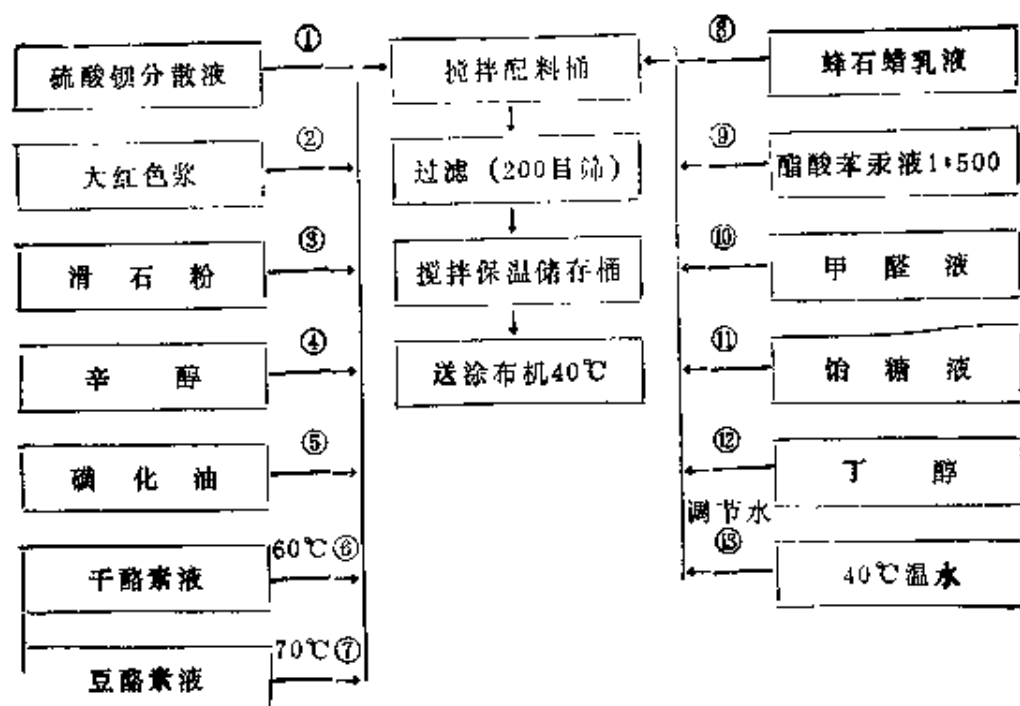 ①
硫酸钡分散液
②
大红色浆
③
滑石粉
④
辛醇
⑤
磺化油
60℃⑥
干酪素液
70℃⑦
豆酪素液
搅拌配料桶
过滤(200目筛)
搅拌保温储存桶
送涂布机40℃
⑧
蜂石蜡乳液
⑨
醋酸苯汞液1:500
⑩
甲醛液
⑪
饴糖液
⑫
丁醇
调节水
⑬
40℃温水